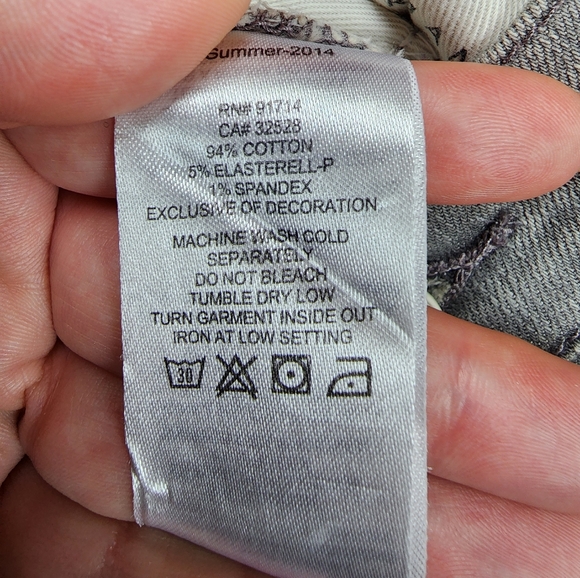 Summer-2014
RN# 91714
CA# 32528
94% COTTON
5% ELASTERELL-P
1% SPANDEX
EXCLUSIVE OF DECORATION
MACHINE WASH COLD
SEPARATELY
DO NOT BLEACH
TUMBLE DRY LOW
TURN GARMENT INSIDE OUT
IRON AT LOW SETTING
30